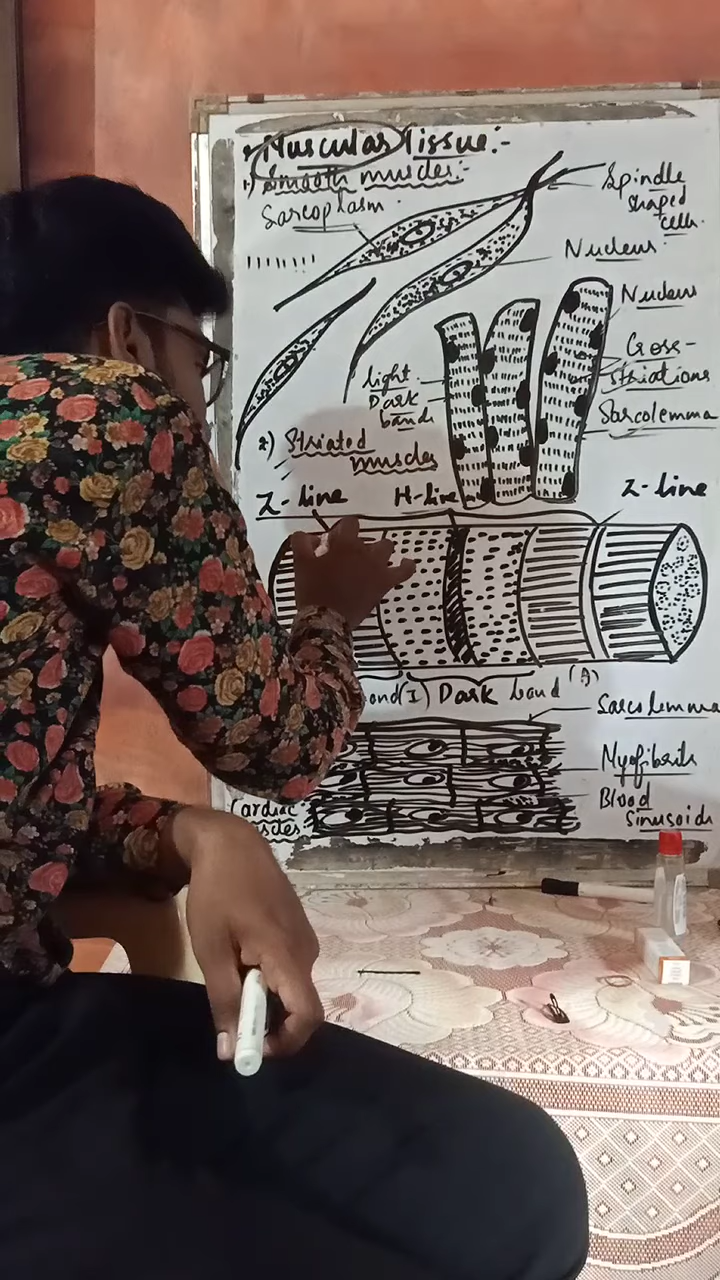 * Muscular Tissue:-
1) Smooth muscles:-
Sarcoplasm
Spindle
shaped
cells.
Nucleus
Nucleus
Cross-
striations
Sarcolemma
light
Dark
band
2) Striated
muscles
Z-line
H-line
Z-line
band(I)
Dark band (A)
Sarcolemma
Myofibrils
Blood
Sinusoids
Cardiac
muscles